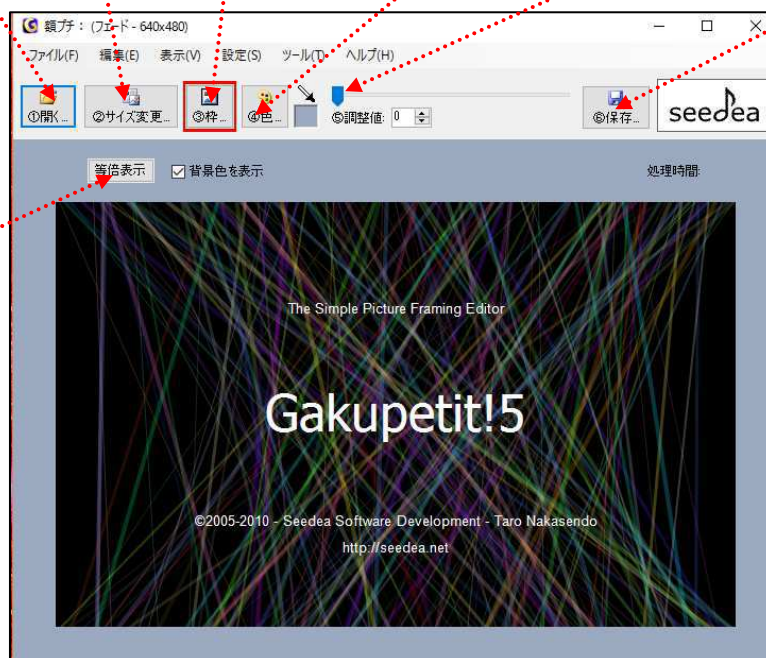 額プチ： (フェード - 640x480)
ファイル(F) 編集(E) 表示(V) 設定(S) ツール(T) ヘルプ(H)
①開く... ②サイズ変更... ③枠... ④色... ⑤調整値: 0 ⑥保存... seedea
等倍表示 背景色を表示 処理時間:
The Simple Picture Framing Editor
Gakupetit!5
©2005-2010 - Seedea Software Development - Taro Nakasendo
http://seedea.net